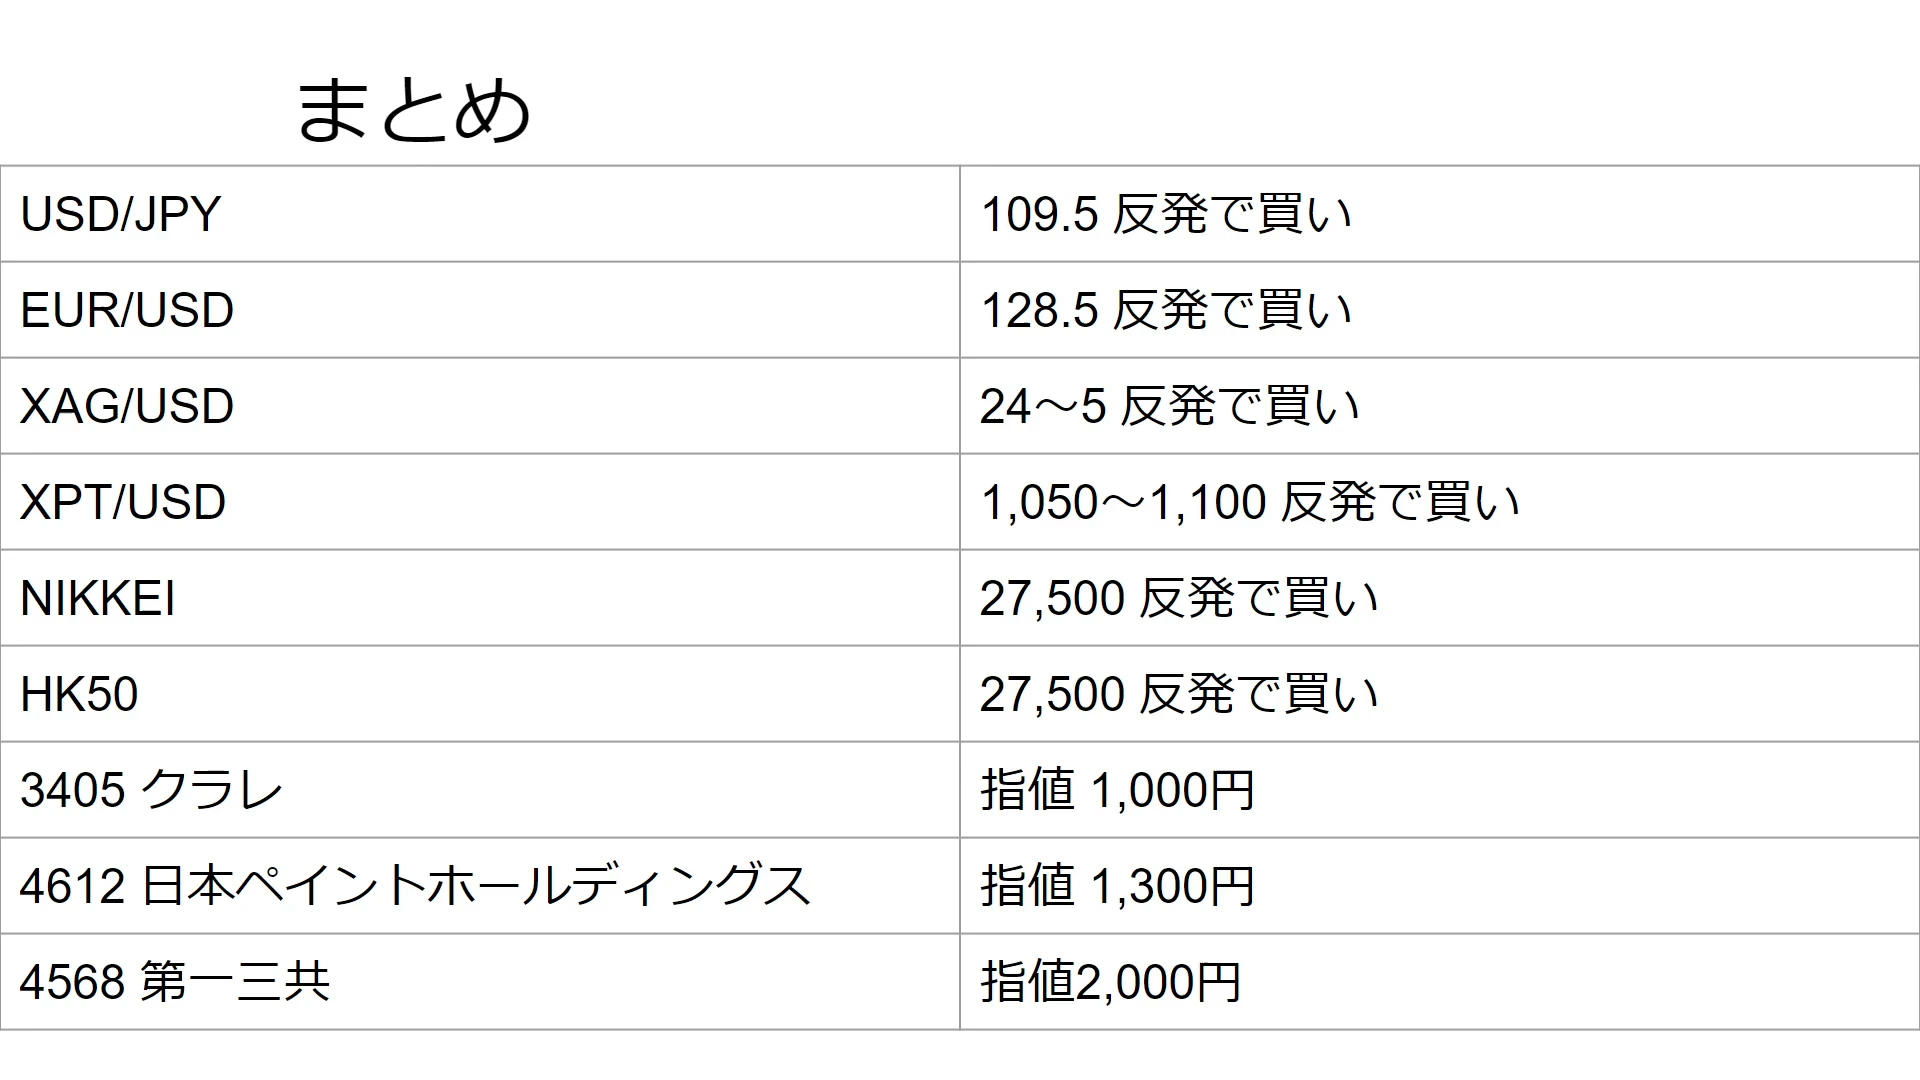 まとめ
USD/JPY 109.5 反発で買い
EUR/USD 128.5 反発で買い
XAG/USD 24～5 反発で買い
XPT/USD 1,050～1,100 反発で買い
NIKKEI 27,500 反発で買い
HK50 27,500 反発で買い
3405 クラレ 指値 1,000円
4612 日本ペイントホールディングス 指値 1,300円
4568 第一三共 指値2,000円